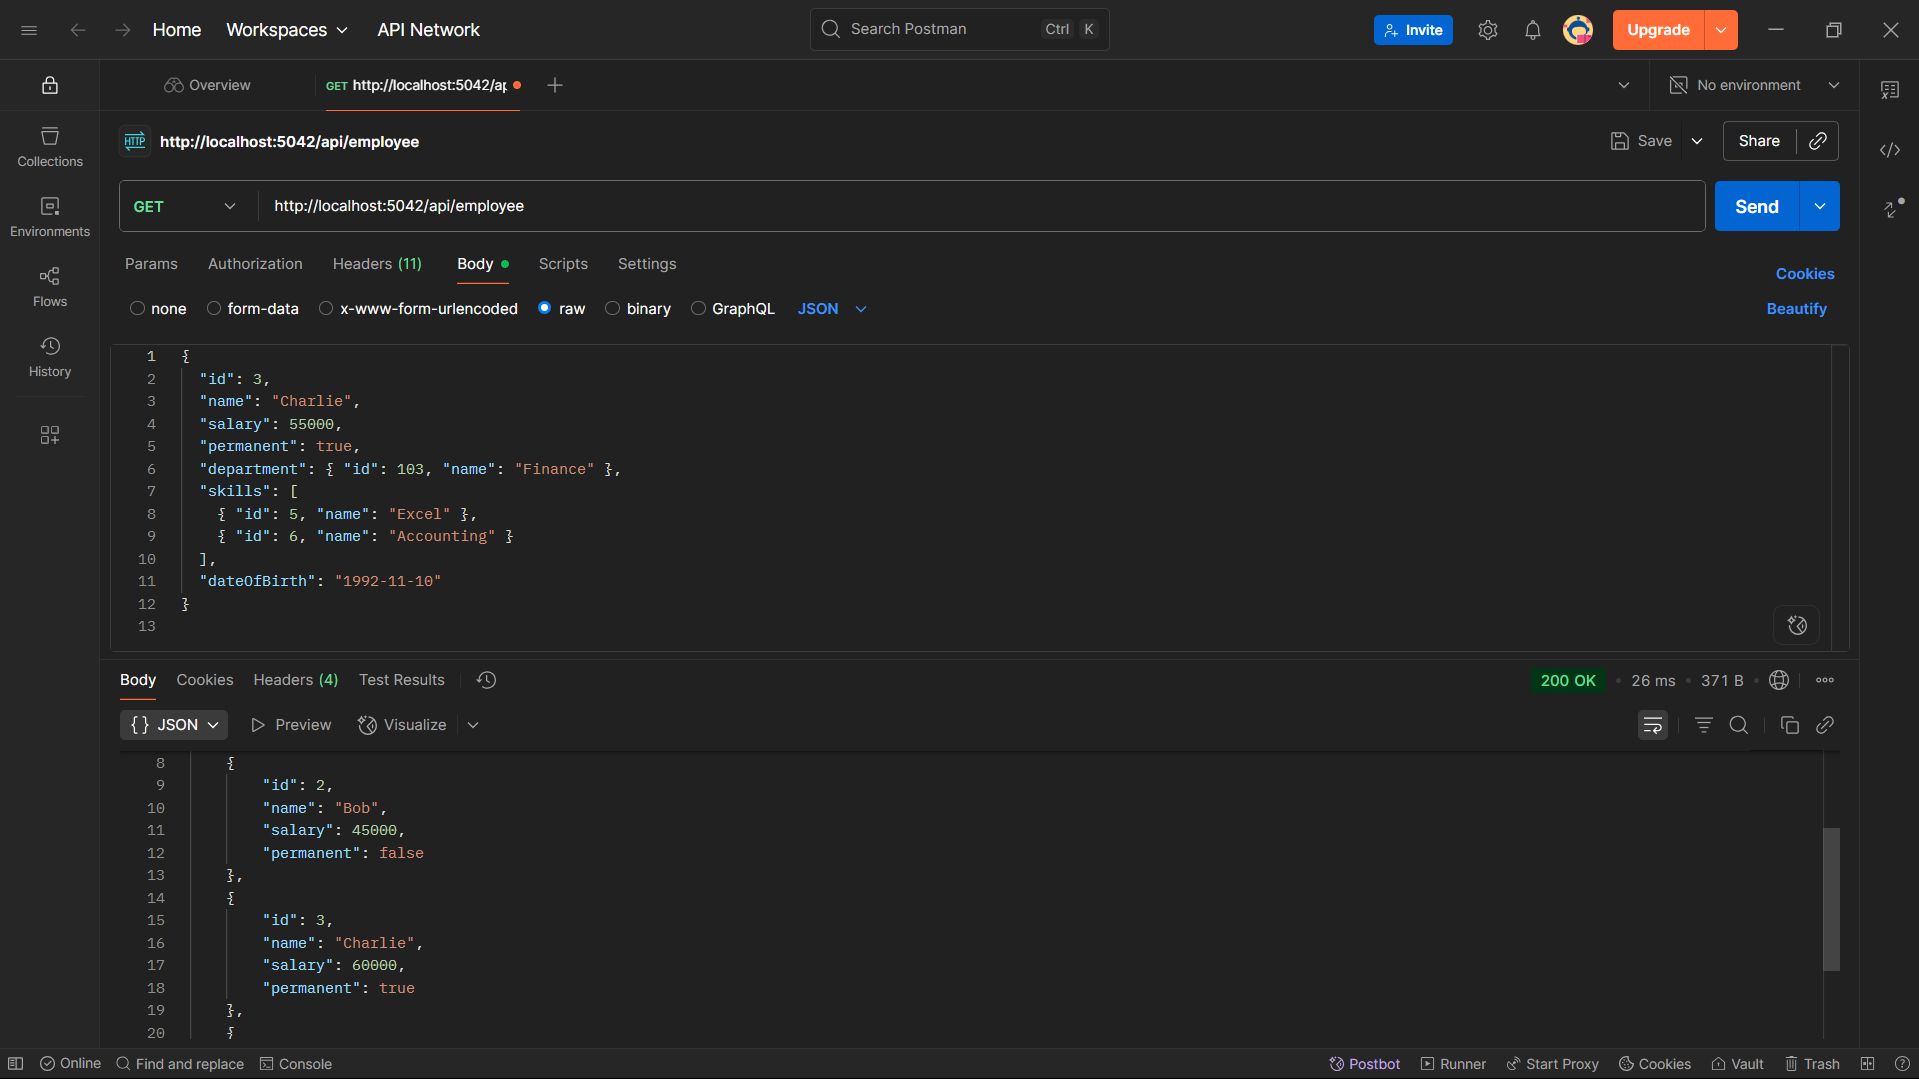 Home Workspaces API Network Search Postman Ctrl K Invite Upgrade
Overview GET http://localhost:5042/ap No environment
HTTP http://localhost:5042/api/employee Save Share
GET http://localhost:5042/api/employee Send
Collections
Environments
Flows
History
Params Authorization Headers (11) Body Scripts Settings Cookies
none form-data x-www-form-urlencoded raw binary GraphQL JSON Beautify
1 {
2 "id": 3,
3 "name": "Charlie",
4 "salary": 55000,
5 "permanent": true,
6 "department": { "id": 103, "name": "Finance" },
7 "skills": [
8 { "id": 5, "name": "Excel" },
9 { "id": 6, "name": "Accounting" }
10 ],
11 "dateOfBirth": "1992-11-10"
12 }
13
Body Cookies Headers (4) Test Results 200 OK • 26 ms • 371 B •
{} JSON Preview Visualize
8 {
9 "id": 2,
10 "name": "Bob",
11 "salary": 45000,
12 "permanent": false
13 },
14 {
15 "id": 3,
16 "name": "Charlie",
17 "salary": 60000,
18 "permanent": true
19 },
20 {
Online Find and replace Console Postbot Runner Start Proxy Cookies Vault Trash